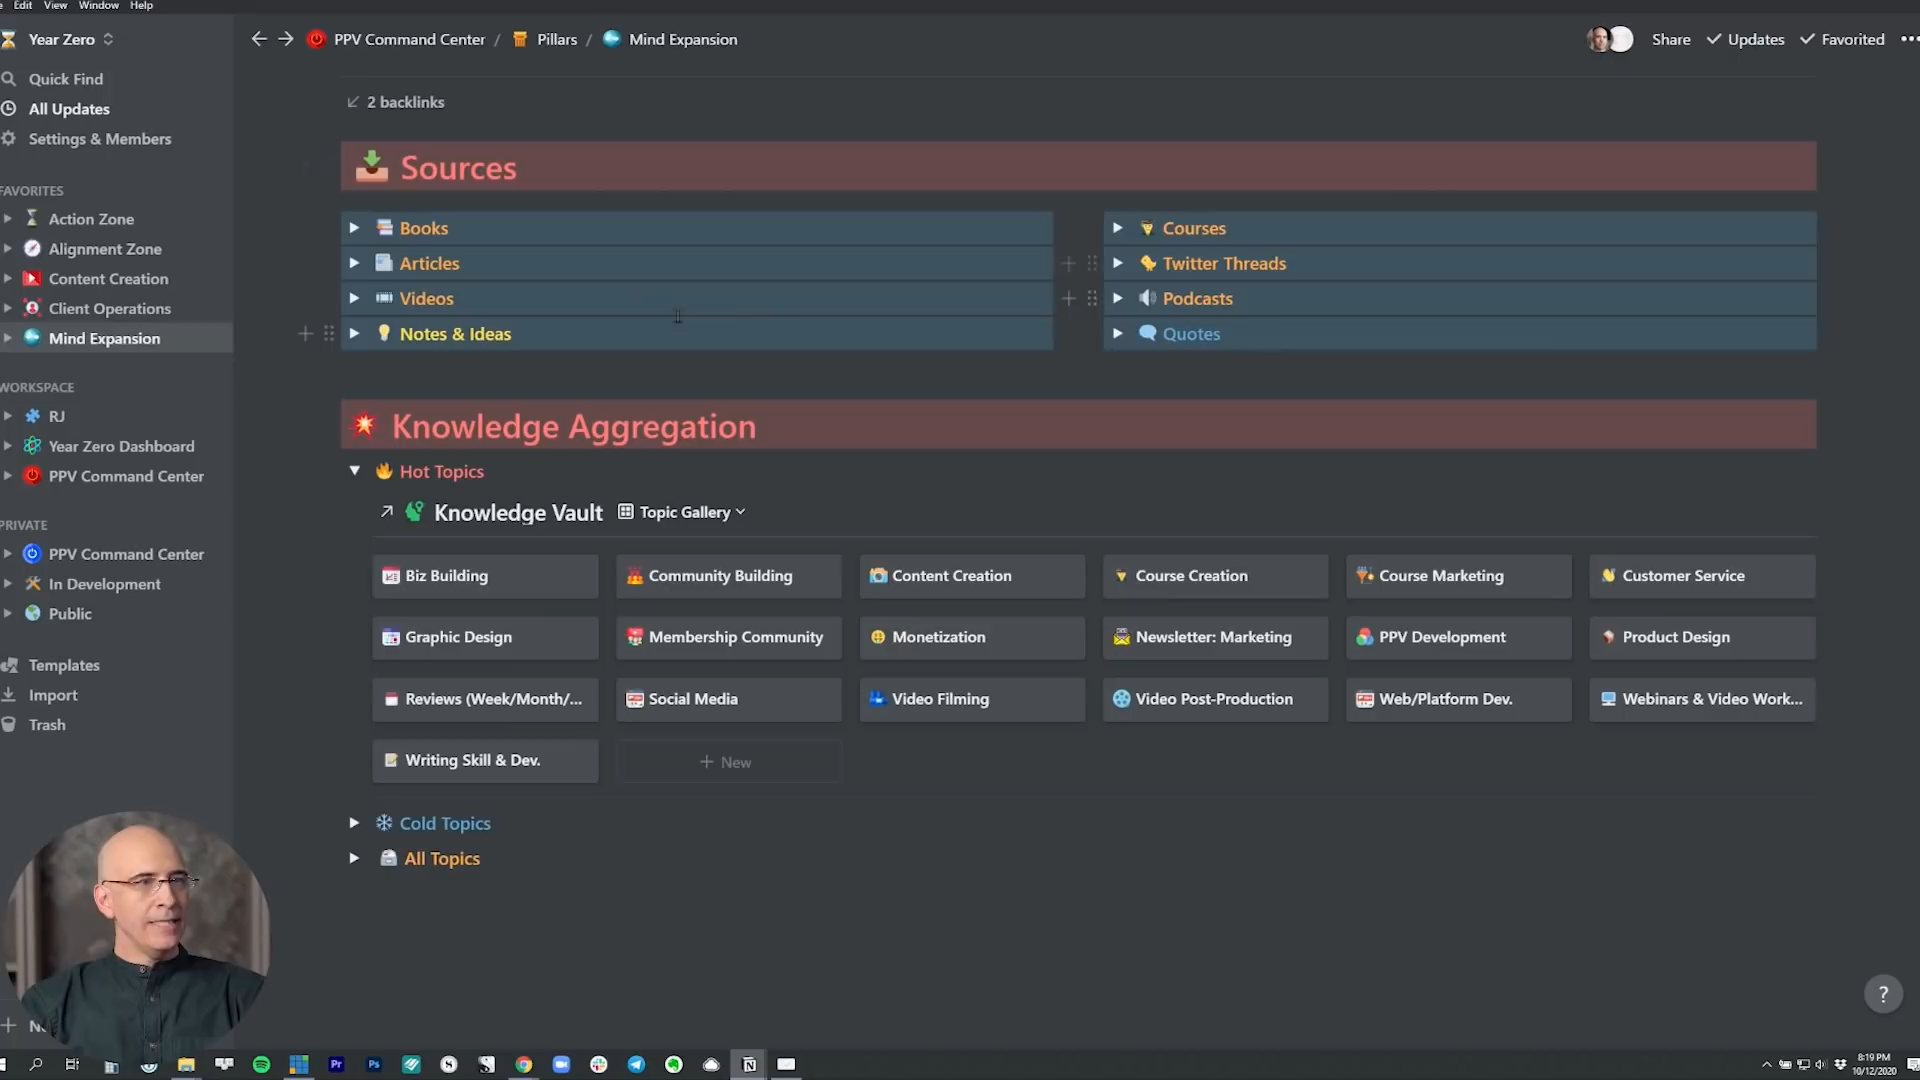 Edit View Window Help
Year Zero
PPV Command Center / Pillars / Mind Expansion
Share Updates Favorited
Quick Find
All Updates
Settings & Members
2 backlinks
Sources
FAVORITES
Action Zone
Alignment Zone
Content Creation
Client Operations
Mind Expansion
Books
Articles
Videos
Notes & Ideas
Courses
Twitter Threads
Podcasts
Quotes
WORKSPACE
RJ
Year Zero Dashboard
PPV Command Center
PRIVATE
PPV Command Center
In Development
Public
Templates
Import
Trash
Knowledge Aggregation
Hot Topics
Knowledge Vault Topic Gallery
Biz Building Community Building Content Creation Course Creation Course Marketing Customer Service
Graphic Design Membership Community Monetization Newsletter: Marketing PPV Development Product Design
Reviews (Week/Month/... Social Media Video Filming Video Post-Production Web/Platform Dev. Webinars & Video Work...
Writing Skill & Dev. New
Cold Topics
All Topics
?
Pr Ps
8:19 PM
10/12/2020